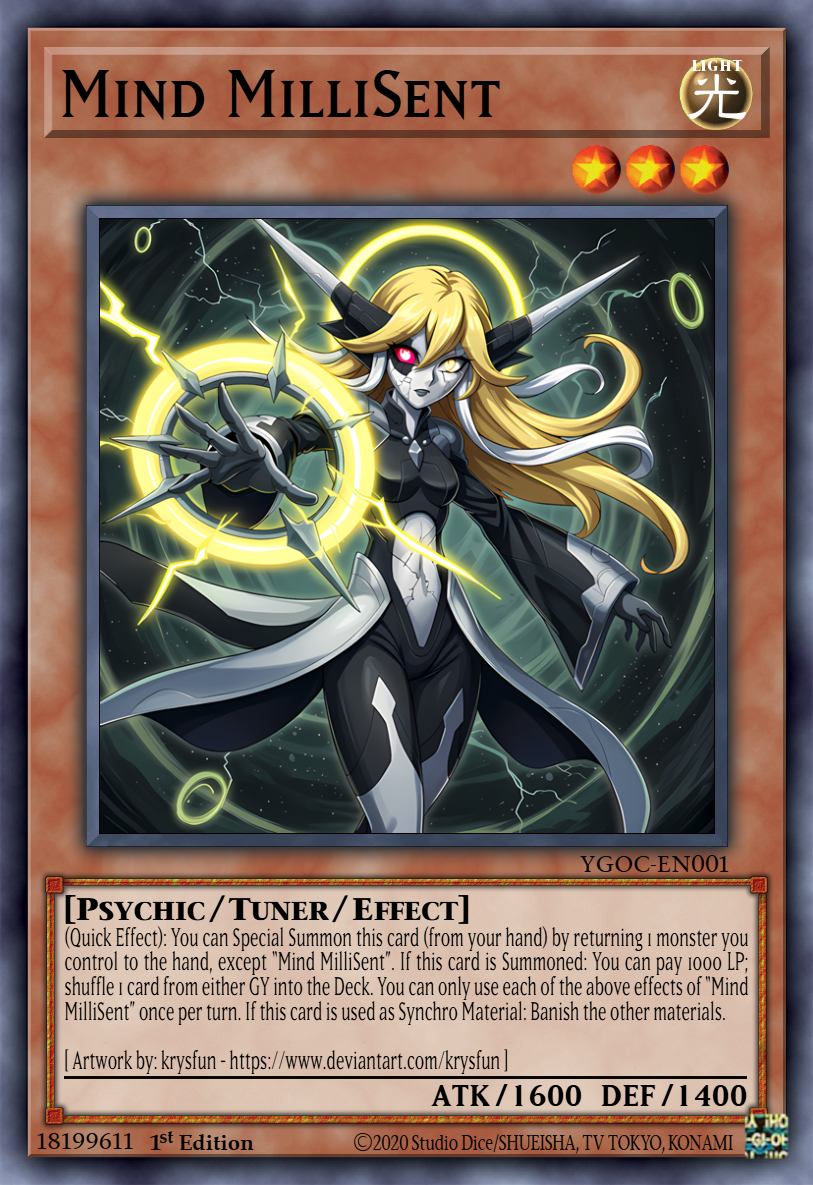 Mind MilliSent
LIGHT
光
YGOC-EN001
[Psychic/Tuner/Effect]
(Quick Effect): You can Special Summon this card (from your hand) by returning 1 monster you
control to the hand, except "Mind MilliSent". If this card is Summoned: You can pay 1000 LP;
shuffle 1 card from either GY into the Deck. You can only use each of the above effects of "Mind
MilliSent" once per turn. If this card is used as Synchro Material: Banish the other materials.
[ Artwork by: krysfun - https://www.deviantart.com/krysfun ]
ATK/1600 DEF/1400
18199611 1st Edition ©2020 Studio Dice/SHUEISHA, TV TOKYO, KONAMI